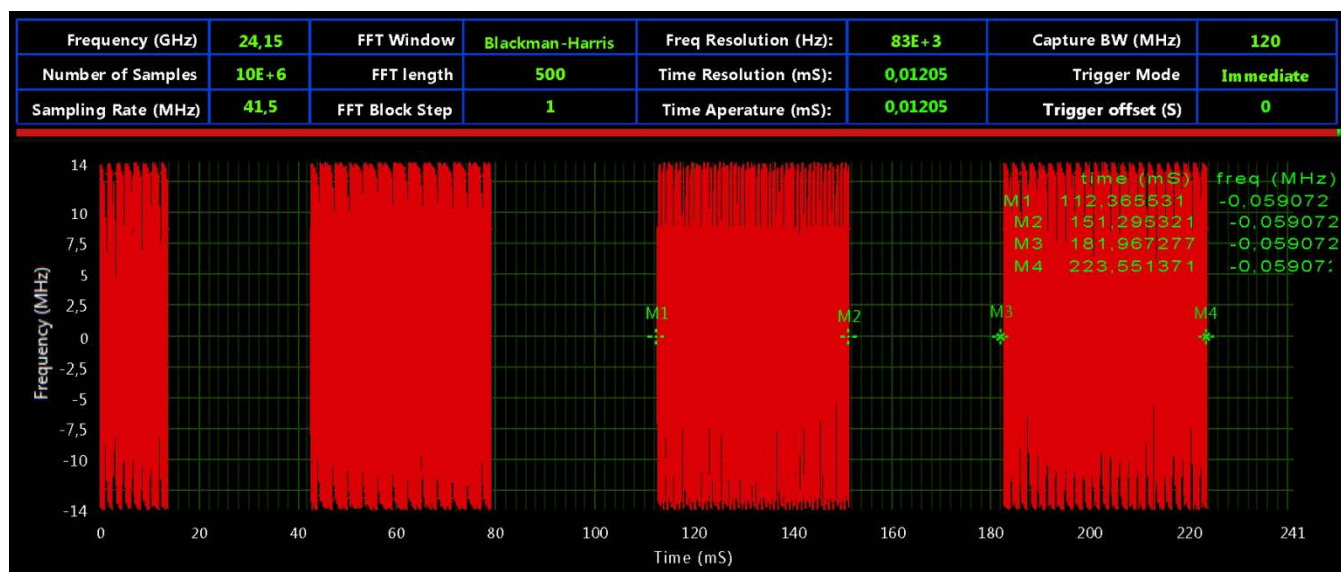 Frequency (GHz) 24,15 FFT Window Blackman-Harris Freq Resolution (Hz): 83E+3 Capture BW (MHz) 120
Number of Samples 10E+6 FFT length 500 Time Resolution (mS): 0,01205 Trigger Mode Immediate
Sampling Rate (MHz) 41,5 FFT Block Step 1 Time Aperature (mS): 0,01205 Trigger offset (S) 0
time (mS) freq (MHz)
M1 112,365531 -0,059072
M2 151,295321 -0,059072
M3 181,967277 -0,059072
M4 223,551371 -0,059072
Frequency (MHz)
14
10
7,5
5
2,5
0
-2,5
-5
-7,5
-10
-14
M1 M2 M3 M4
0 20 40 60 80 100 120 140 160 180 200 220 241
Time (mS)